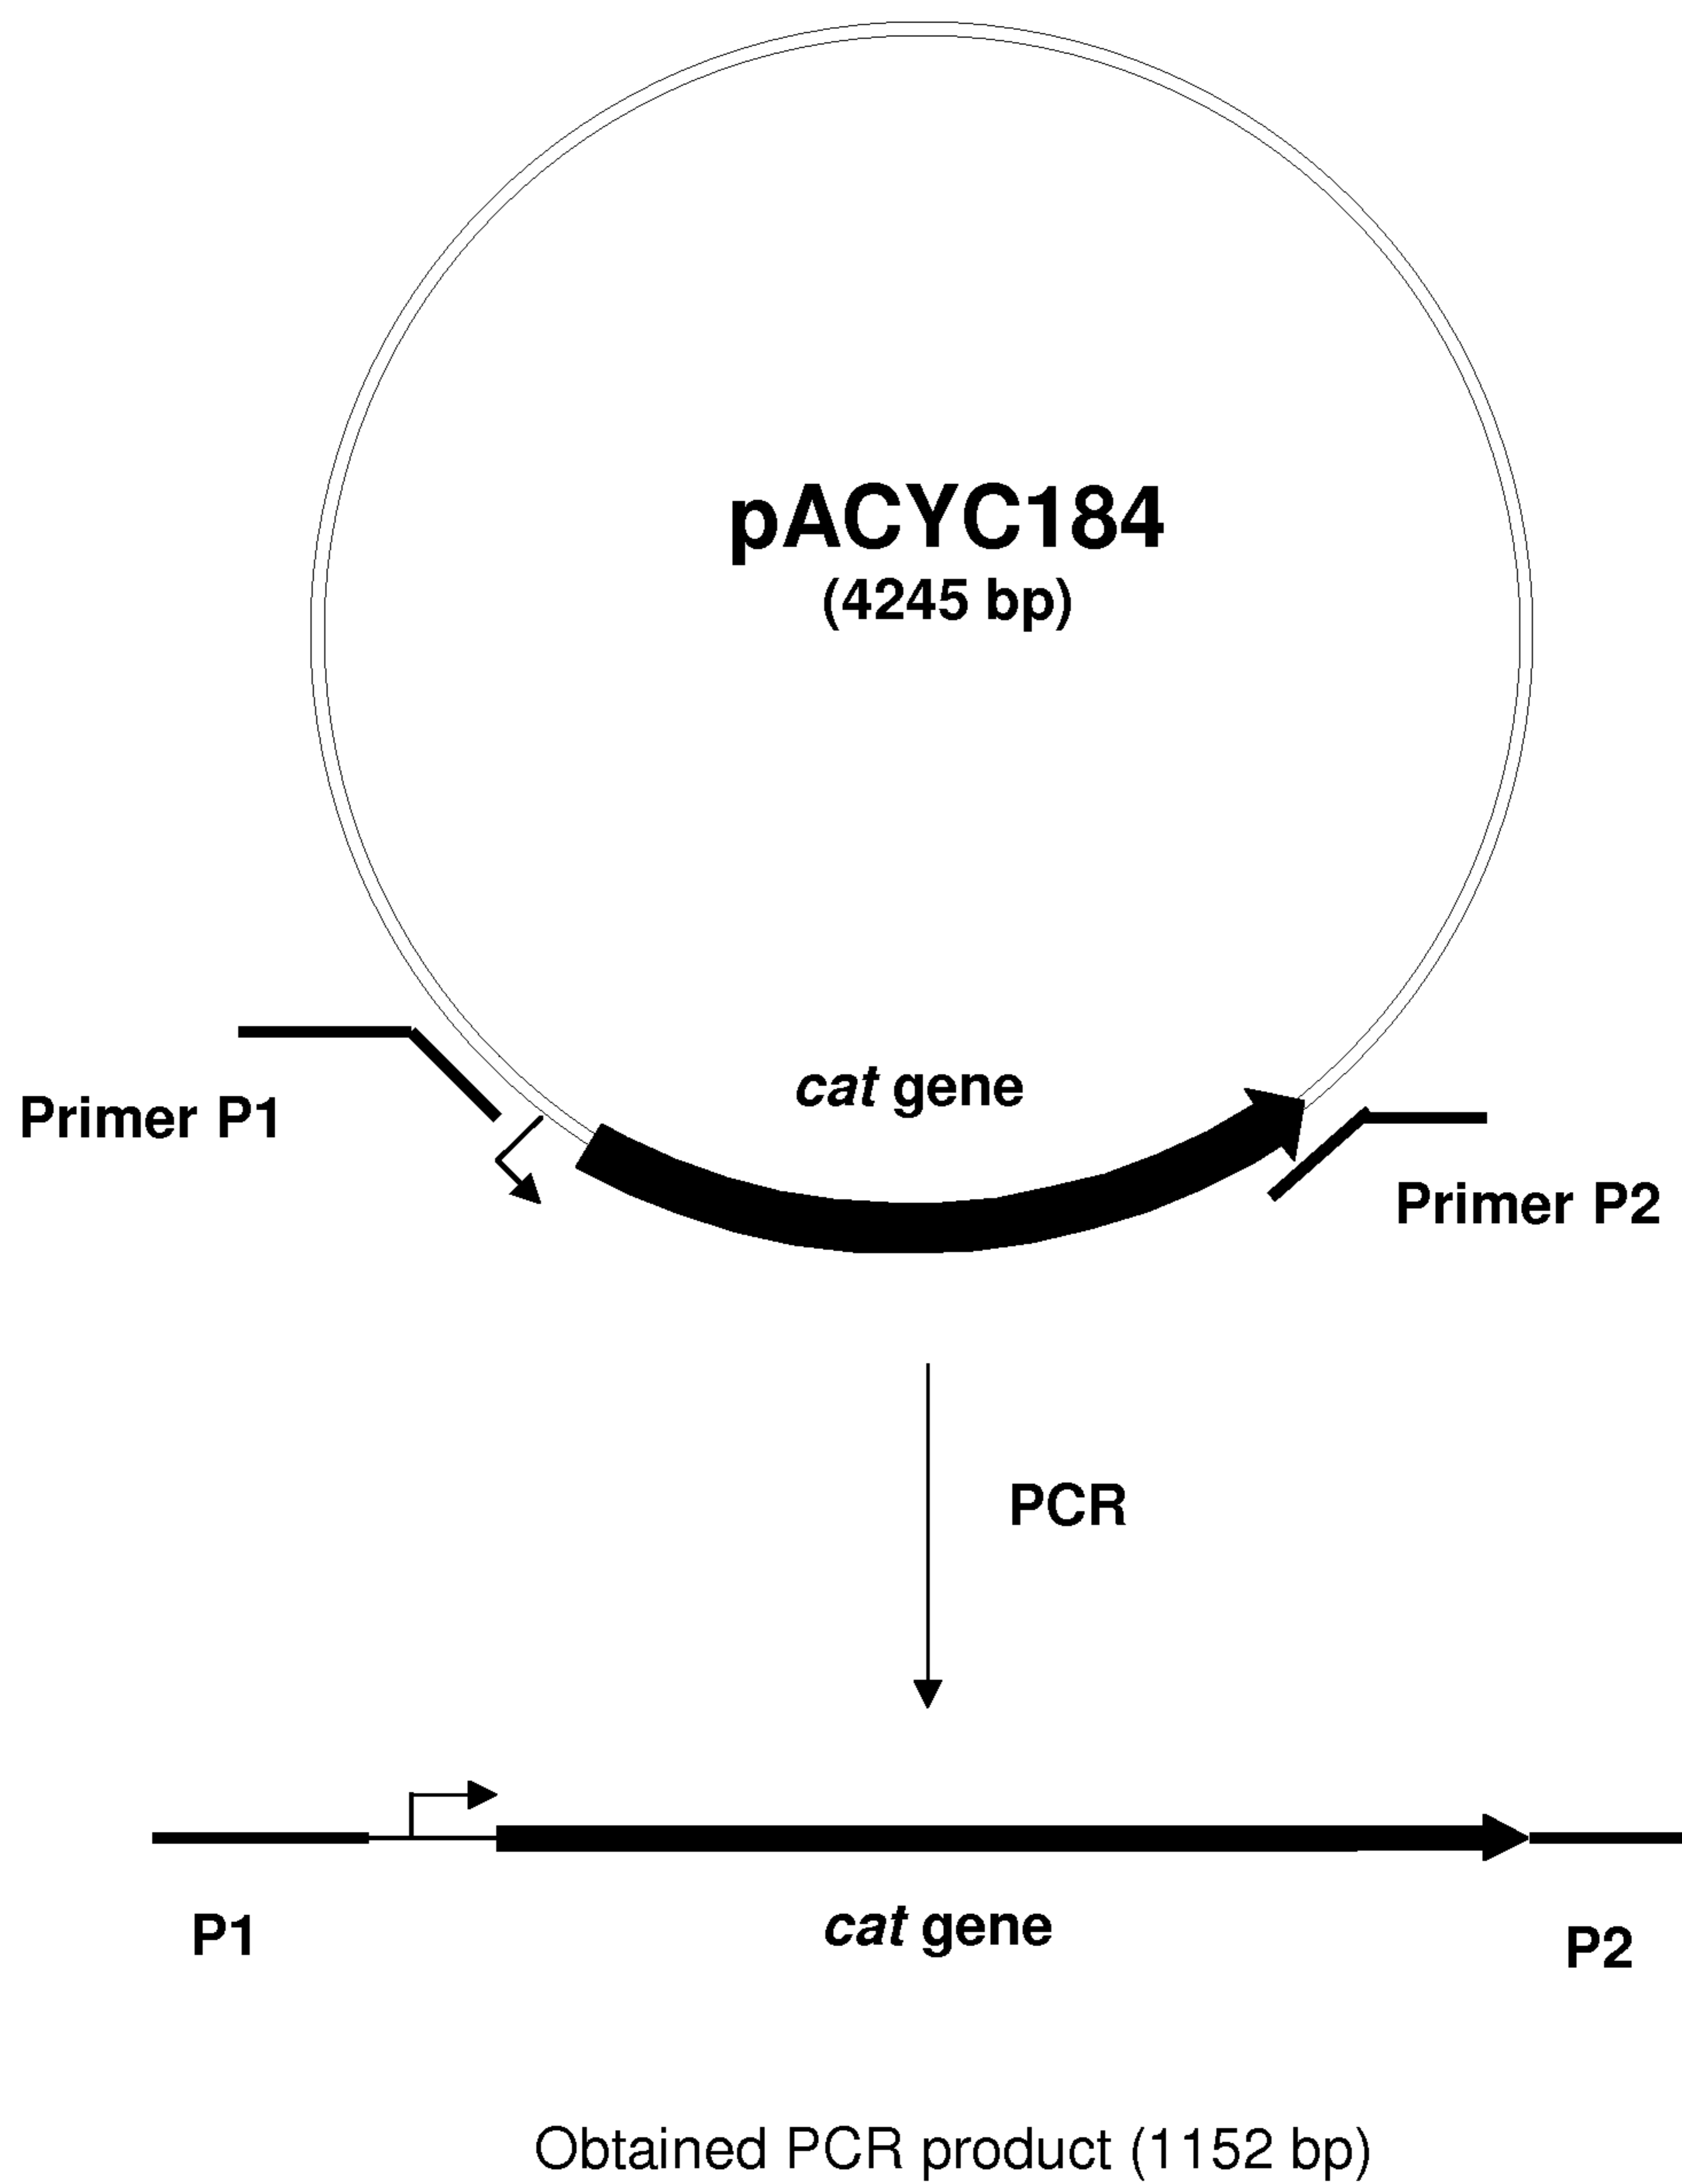 pACYC184
(4245 bp)
cat gene
Primer P1
Primer P2
PCR
cat gene
P1
P2
Obtained PCR product (1152 bp)